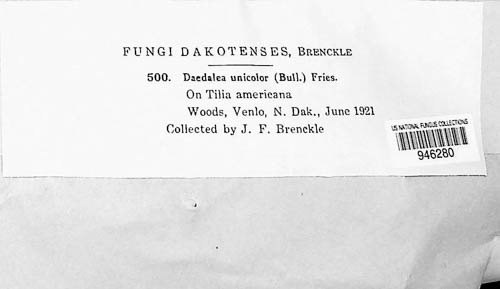 FUNGI DAKOTENSES, BRENCKLE
500. Daedalea unicolor (Bull.) Fries.
On Tilia americana
Woods, Venlo, N. Dak., June 1921
Collected by J. F. Brenckle
US NATIONAL FUNGUS COLLECTIONS
946280